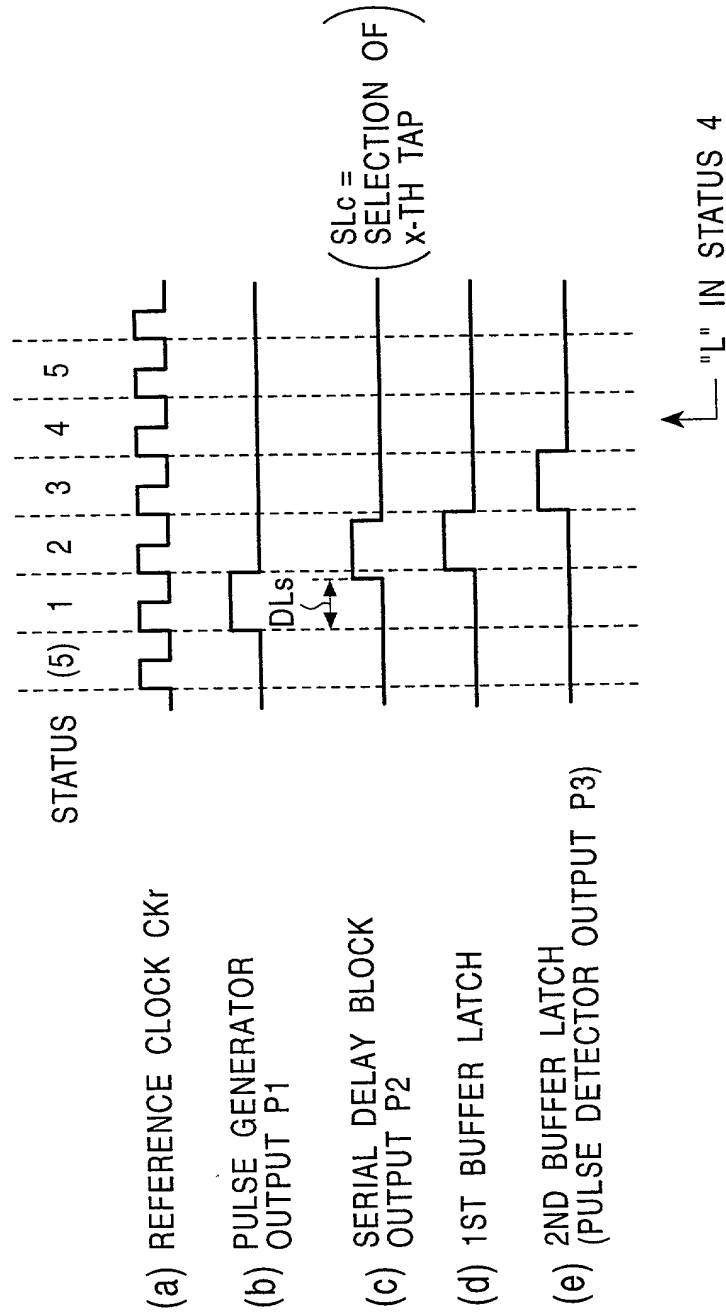 STATUS (5) 1 2 3 4 5
(a) REFERENCE CLOCK CKr
(b) PULSE GENERATOR
OUTPUT P1
DLs
(c) SERIAL DELAY BLOCK
OUTPUT P2
(SLc =
SELECTION OF
x-TH TAP)
(d) 1ST BUFFER LATCH
(e) 2ND BUFFER LATCH
(PULSE DETECTOR OUTPUT P3)
"L" IN STATUS 4